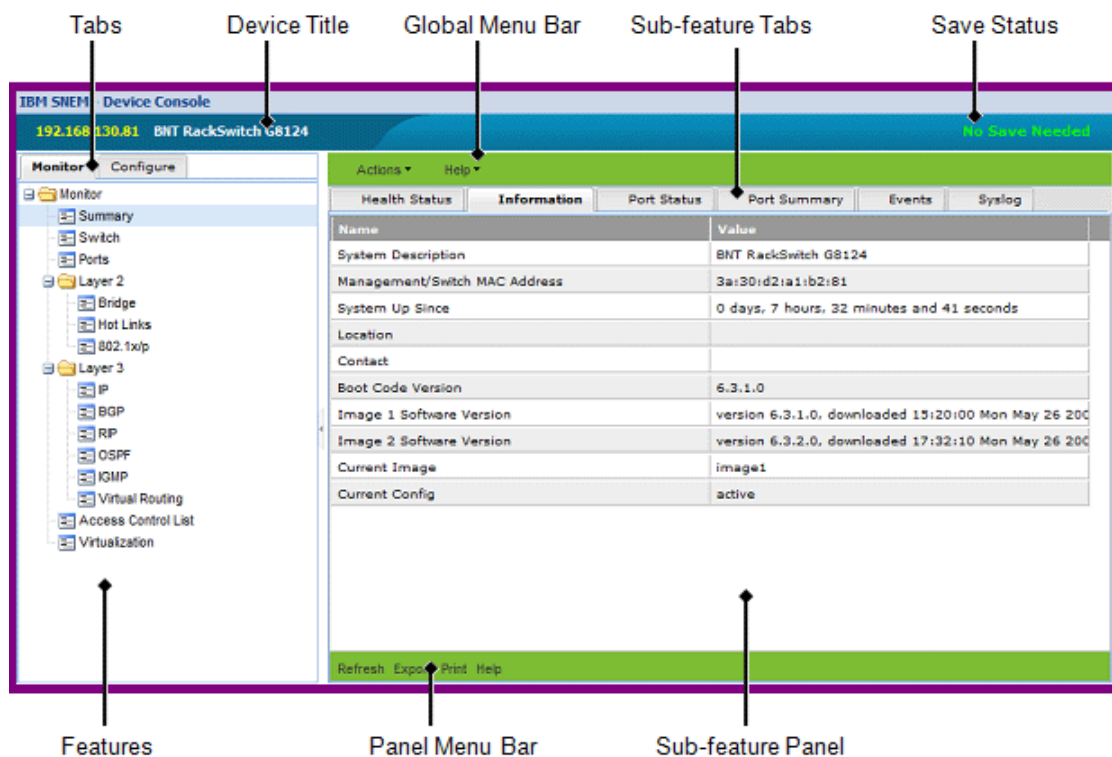 Tabs Device Title Global Menu Bar Sub-feature Tabs Save Status
IBM SNEM Device Console
192.168.130.81 BNT RackSwitch G8124 No Save Needed
Monitor Configure
Actions Help
Monitor
Summary
Switch
Ports
Layer 2
Bridge
Hot Links
802.1x/p
Layer 3
IP
BGP
RIP
OSPF
IGMP
Virtual Routing
Access Control List
Virtualization
Health Status Information Port Status Port Summary Events Syslog
Name Value
System Description BNT RackSwitch G8124
Management/Switch MAC Address 3a:30:d2:a1:b2:81
System Up Since 0 days, 7 hours, 32 minutes and 41 seconds
Location
Contact
Boot Code Version 6.3.1.0
Image 1 Software Version version 6.3.1.0, downloaded 15:20:00 Mon May 26 200
Image 2 Software Version version 6.3.2.0, downloaded 17:32:10 Mon May 26 200
Current Image image1
Current Config active
Refresh Print Help
Features Panel Menu Bar Sub-feature Panel